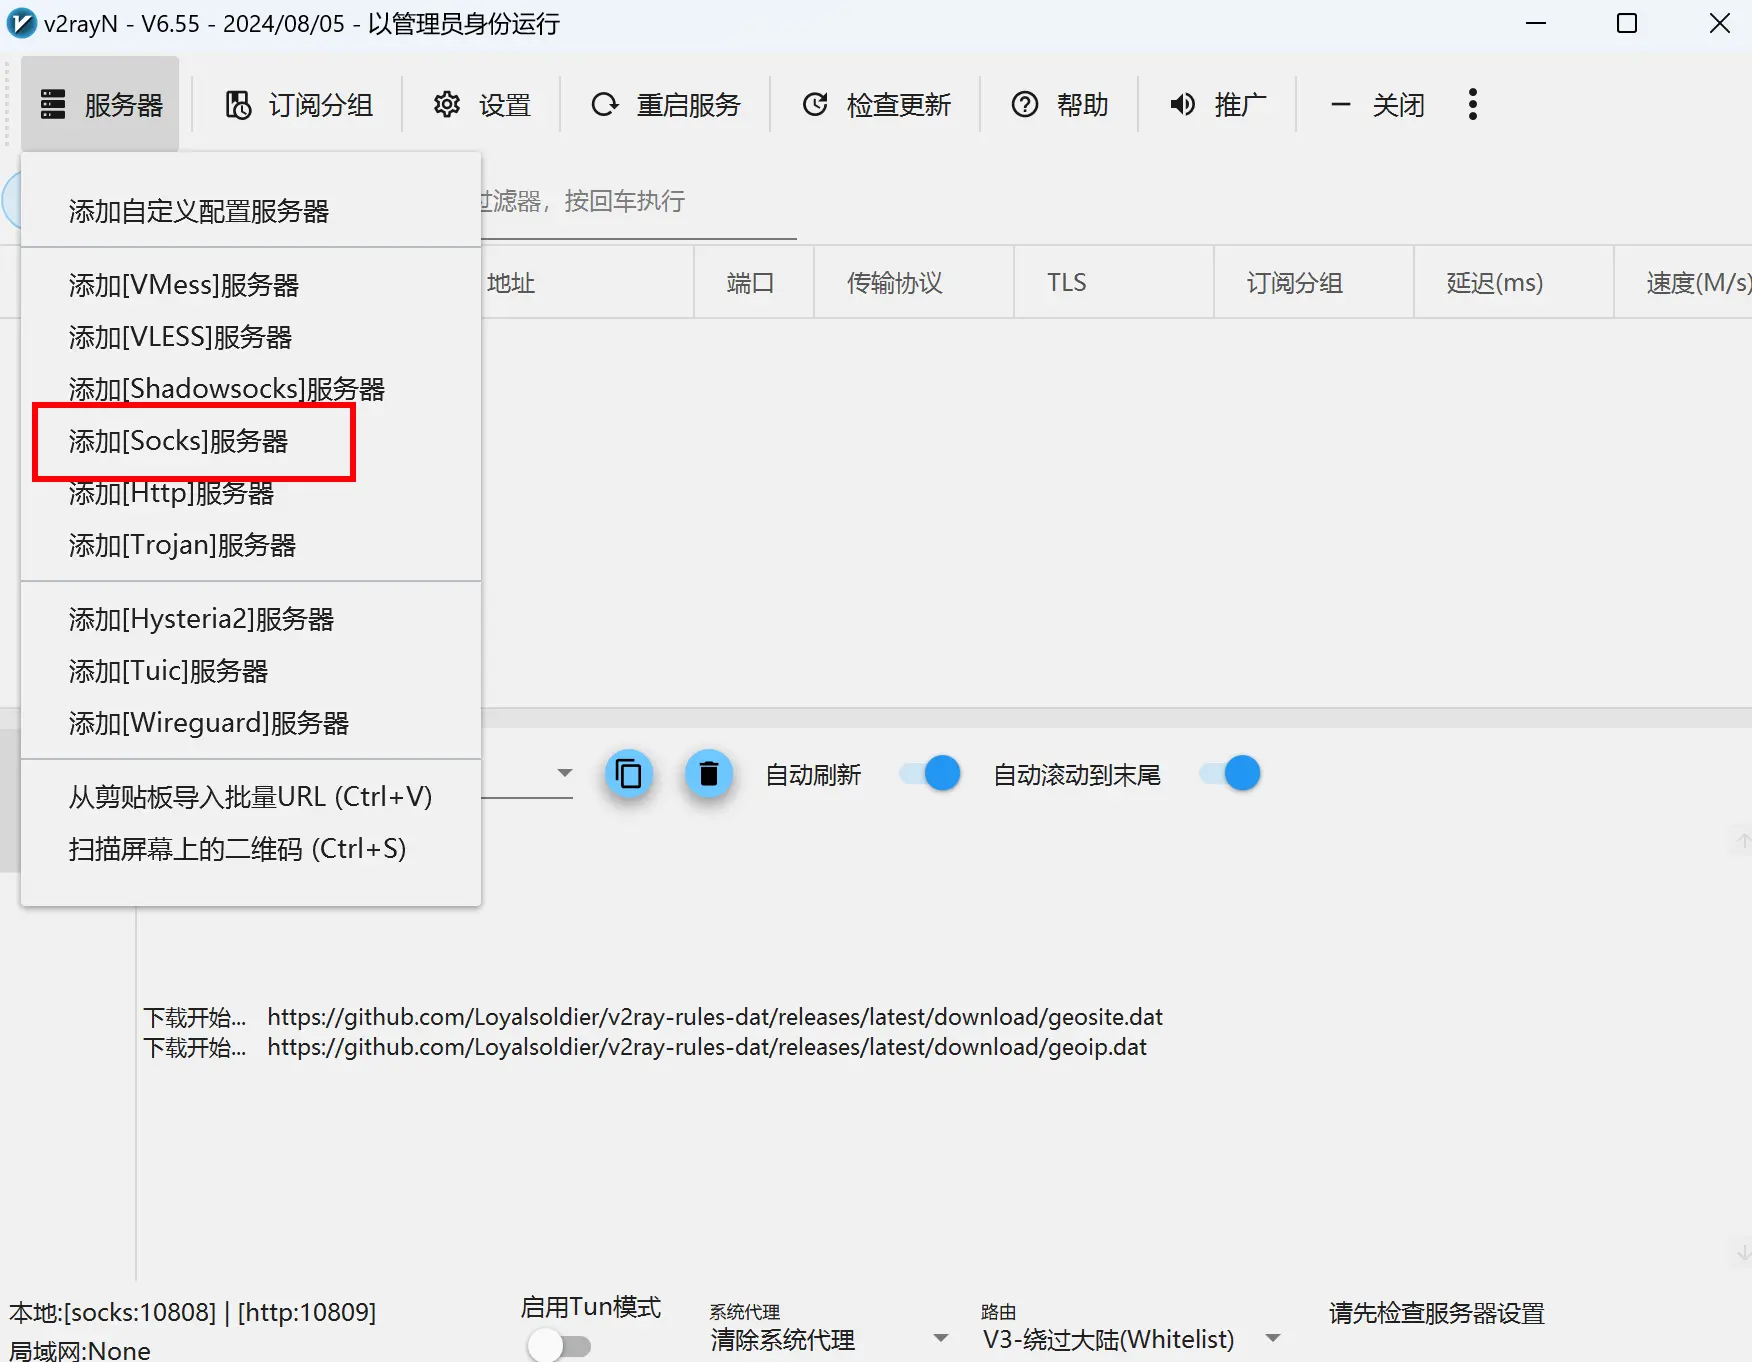 v2rayN - V6.55 - 2024/08/05 - 以管理员身份运行
服务器 订阅分组 设置 重启服务 检查更新 帮助 推广 关闭
过滤器，按回车执行
添加自定义配置服务器
地址 端口 传输协议 TLS 订阅分组 延迟(ms) 速度(M/s)
添加[VMess]服务器
添加[VLESS]服务器
添加[Shadowsocks]服务器
添加[Socks]服务器
添加[Http]服务器
添加[Trojan]服务器
添加[Hysteria2]服务器
添加[Tuic]服务器
添加[Wireguard]服务器
从剪贴板导入批量URL (Ctrl+V)
扫描屏幕上的二维码 (Ctrl+S)
自动刷新 自动滚动到末尾
下载开始... https://github.com/Loyalsoldier/v2ray-rules-dat/releases/latest/download/geosite.dat
下载开始... https://github.com/Loyalsoldier/v2ray-rules-dat/releases/latest/download/geoip.dat
本地:[socks:10808] | [http:10809]
局域网:None
启用Tun模式
系统代理
清除系统代理
路由
V3-绕过大陆(Whitelist)
请先检查服务器设置